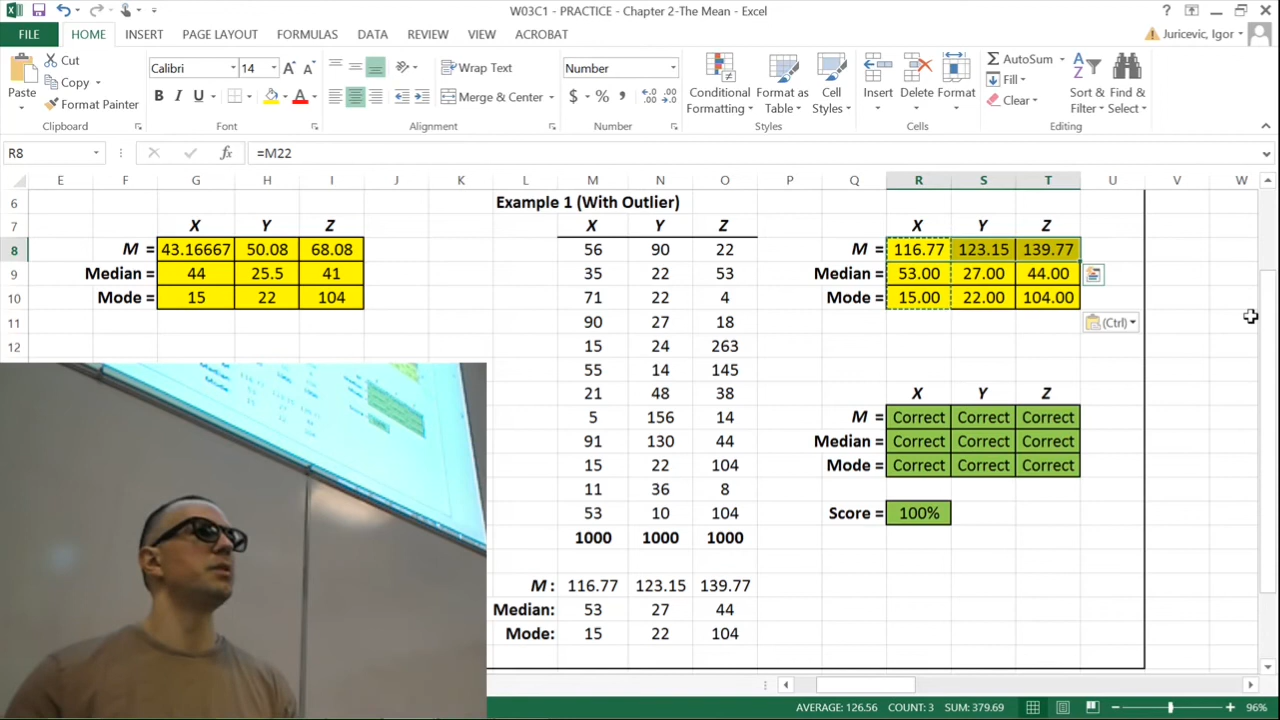 W03C1 - PRACTICE - Chapter 2-The Mean - Excel
FILE HOME INSERT PAGE LAYOUT FORMULAS DATA REVIEW VIEW ACROBAT Juricevic, Igor
Cut Calibri 14 Wrap Text Number AutoSum
Copy Fill
Paste Format Painter Merge & Center Conditional Formatting Format as Table Cell Styles Insert Delete Format Clear Sort & Filter Find & Select
Clipboard Font Alignment Number Styles Cells Editing
R8 =M22
E F G H I J K L M N O P Q R S T U V W
6 Example 1 (With Outlier)
7 X Y Z X Y Z X Y Z
8 M = 43.16667 50.08 68.08 56 90 22 M = 116.77 123.15 139.77
9 Median = 44 25.5 41 35 22 53 Median = 53.00 27.00 44.00
10 Mode = 15 22 104 71 22 4 Mode = 15.00 22.00 104.00
11 90 27 18 (Ctrl)
12 15 24 263
55 14 145
21 48 38 X Y Z
5 156 14 M = Correct Correct Correct
91 130 44 Median = Correct Correct Correct
15 22 104 Mode = Correct Correct Correct
11 36 8
53 10 104 Score = 100%
1000 1000 1000
M : 116.77 123.15 139.77
Median: 53 27 44
Mode: 15 22 104
AVERAGE: 126.56 COUNT: 3 SUM: 379.69 96%